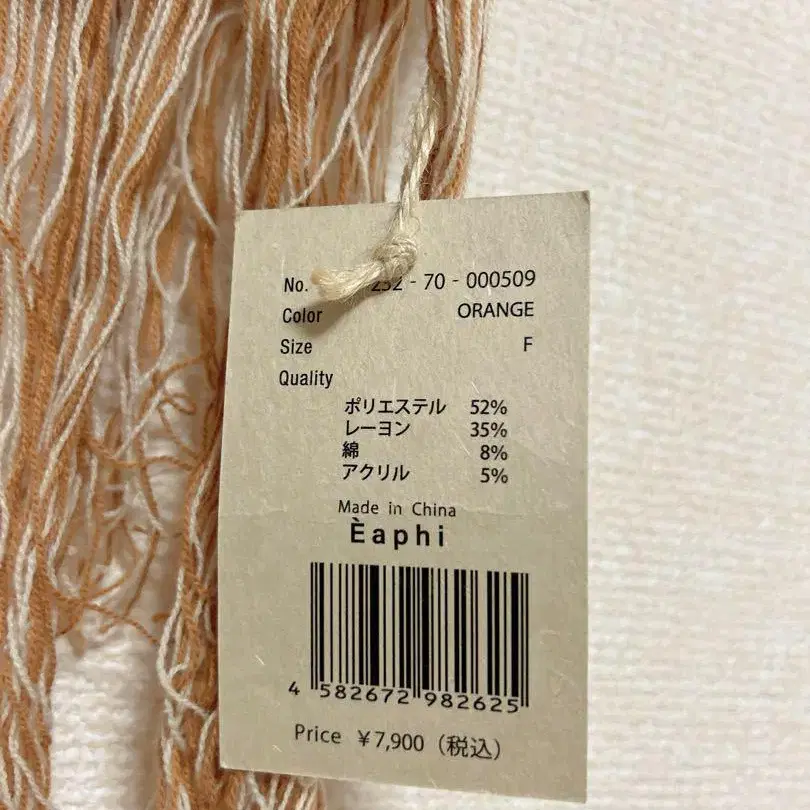 No. 252 - 70 - 000509
Color ORANGE
Size F
Quality
ポリエステル 52%
レーヨン 35%
綿 8%
アクリル 5%
Made in China
Èaphi
4 582672 982625
Price ¥7,900（税込）